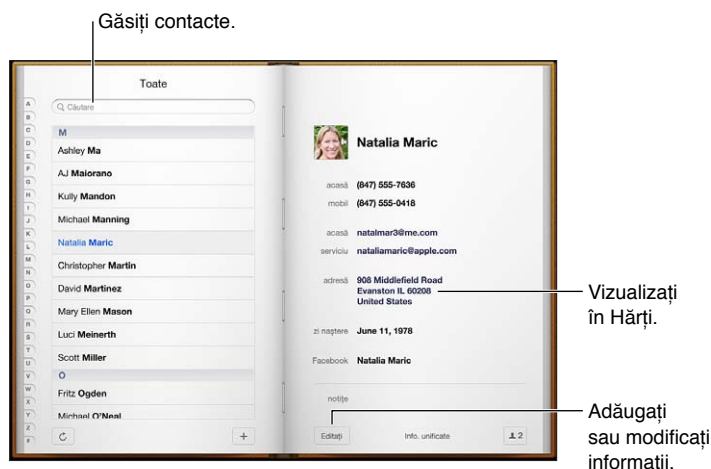 Găsiți contacte.
Toate
Căutare
A
B
C
D
E
F
G
H
I
J
K
L
M
N
O
P
Q
R
S
T
U
V
W
X
Y
Z
#
M
Ashley Ma
AJ Maiorano
Kully Mandon
Michael Manning
Natalia Maric
Christopher Martin
David Martinez
Mary Ellen Mason
Luci Meinerth
Scott Miller
O
Fritz Ogden
Michael O'Neal
+
Natalia Maric
acasă (847) 555-7636
mobil (847) 555-0418
acasă natalmar3@me.com
serviciu nataliamaric@apple.com
adresă 908 Middlefield Road
Evanston IL 60208
United States
zi naștere June 11, 1978
Facebook Natalia Maric
notițe
Editați Info. unificate 2
Vizualizați
în Hărți.
Adăugați
sau modificați
informații.